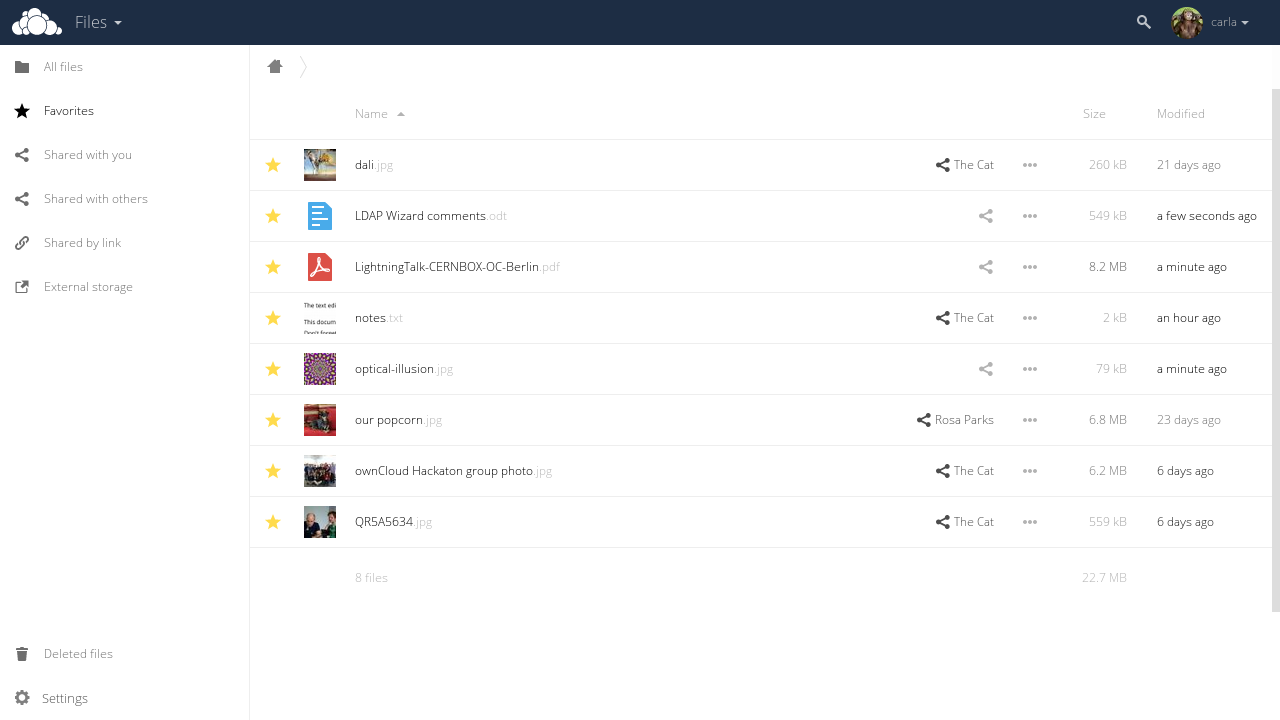 Files
carla
All files
Favorites
Shared with you
Shared with others
Shared by link
External storage
Deleted files
Settings
Name Size Modified
dali.jpg The Cat 260 kB 21 days ago
LDAP Wizard comments.odt 549 kB a few seconds ago
LightningTalk-CERNBOX-OC-Berlin.pdf 8.2 MB a minute ago
The text edi
This docum
Don't forget
notes.txt The Cat 2 kB an hour ago
optical-illusion.jpg 79 kB a minute ago
our popcorn.jpg Rosa Parks 6.8 MB 23 days ago
ownCloud Hackaton group photo.jpg The Cat 6.2 MB 6 days ago
QR5A5634.jpg The Cat 559 kB 6 days ago
8 files 22.7 MB